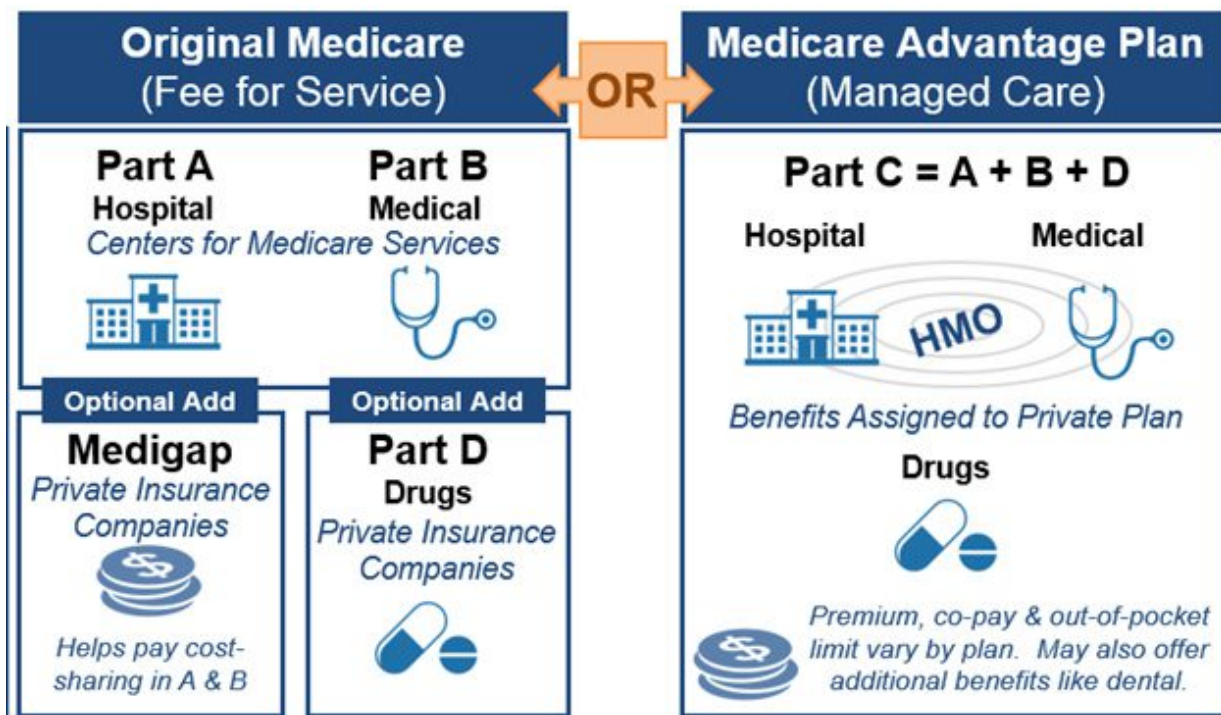 Original Medicare
(Fee for Service)
OR
Medicare Advantage Plan
(Managed Care)
Part A
Hospital
Part B
Medical
Centers for Medicare Services
Optional Add
Medigap
Private Insurance
Companies
$
Helps pay cost-
sharing in A & B
Optional Add
Part D
Drugs
Private Insurance
Companies
Part C = A + B + D
Hospital
Medical
HMO
Benefits Assigned to Private Plan
Drugs
$
Premium, co-pay & out-of-pocket
limit vary by plan. May also offer
additional benefits like dental.